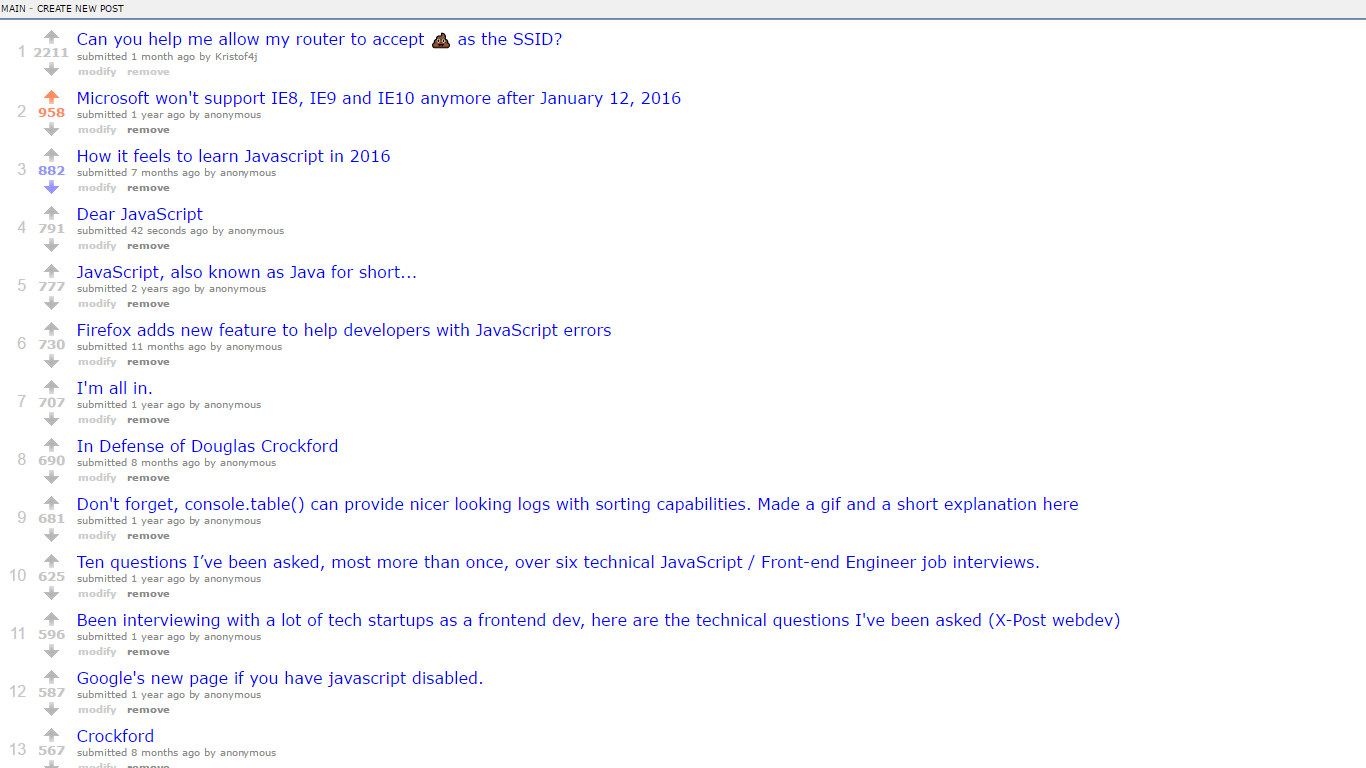 MAIN - CREATE NEW POST
Can you help me allow my router to accept 💩 as the SSID?
1 2211 submitted 1 month ago by Kristof4j
modify remove
Microsoft won't support IE8, IE9 and IE10 anymore after January 12, 2016
2 958 submitted 1 year ago by anonymous
modify remove
How it feels to learn Javascript in 2016
3 882 submitted 7 months ago by anonymous
modify remove
Dear JavaScript
4 791 submitted 42 seconds ago by anonymous
modify remove
JavaScript, also known as Java for short...
5 777 submitted 2 years ago by anonymous
modify remove
Firefox adds new feature to help developers with JavaScript errors
6 730 submitted 11 months ago by anonymous
modify remove
I'm all in.
7 707 submitted 1 year ago by anonymous
modify remove
In Defense of Douglas Crockford
8 690 submitted 8 months ago by anonymous
modify remove
Don't forget, console.table() can provide nicer looking logs with sorting capabilities. Made a gif and a short explanation here
9 681 submitted 1 year ago by anonymous
modify remove
Ten questions I’ve been asked, most more than once, over six technical JavaScript / Front-end Engineer job interviews.
10 625 submitted 1 year ago by anonymous
modify remove
Been interviewing with a lot of tech startups as a frontend dev, here are the technical questions I've been asked (X-Post webdev)
11 596 submitted 1 year ago by anonymous
modify remove
Google's new page if you have javascript disabled.
12 587 submitted 1 year ago by anonymous
modify remove
Crockford
13 567 submitted 8 months ago by anonymous
modify remove